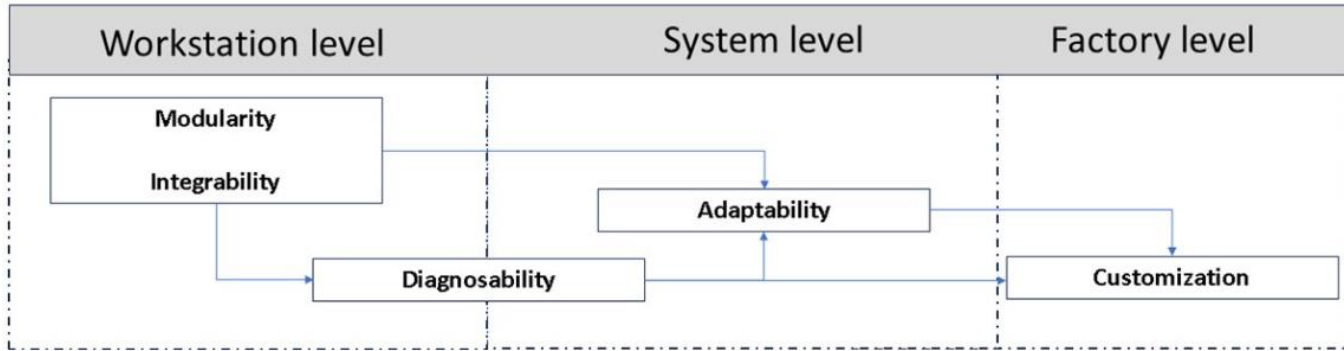 Workstation level
System level
Factory level
Modularity
Integrability
Adaptability
Diagnosability
Customization